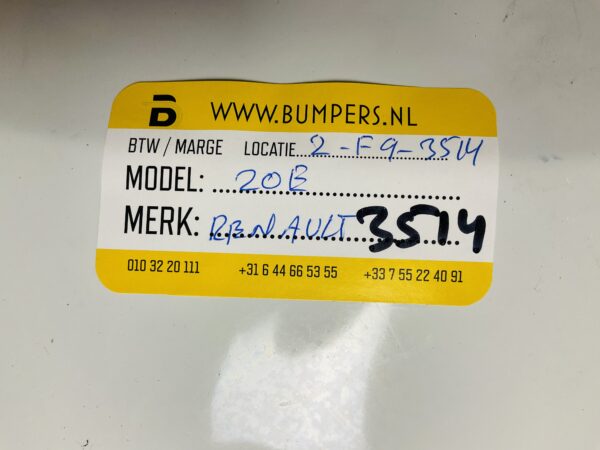 B WWW.BUMPERS.NL
BTW / MARGE LOCATIE 2-F9-3514
MODEL: ZOE
MERK: RENAULT 3514
010 32 20 111 +31 6 44 66 53 55 +33 7 55 22 40 91